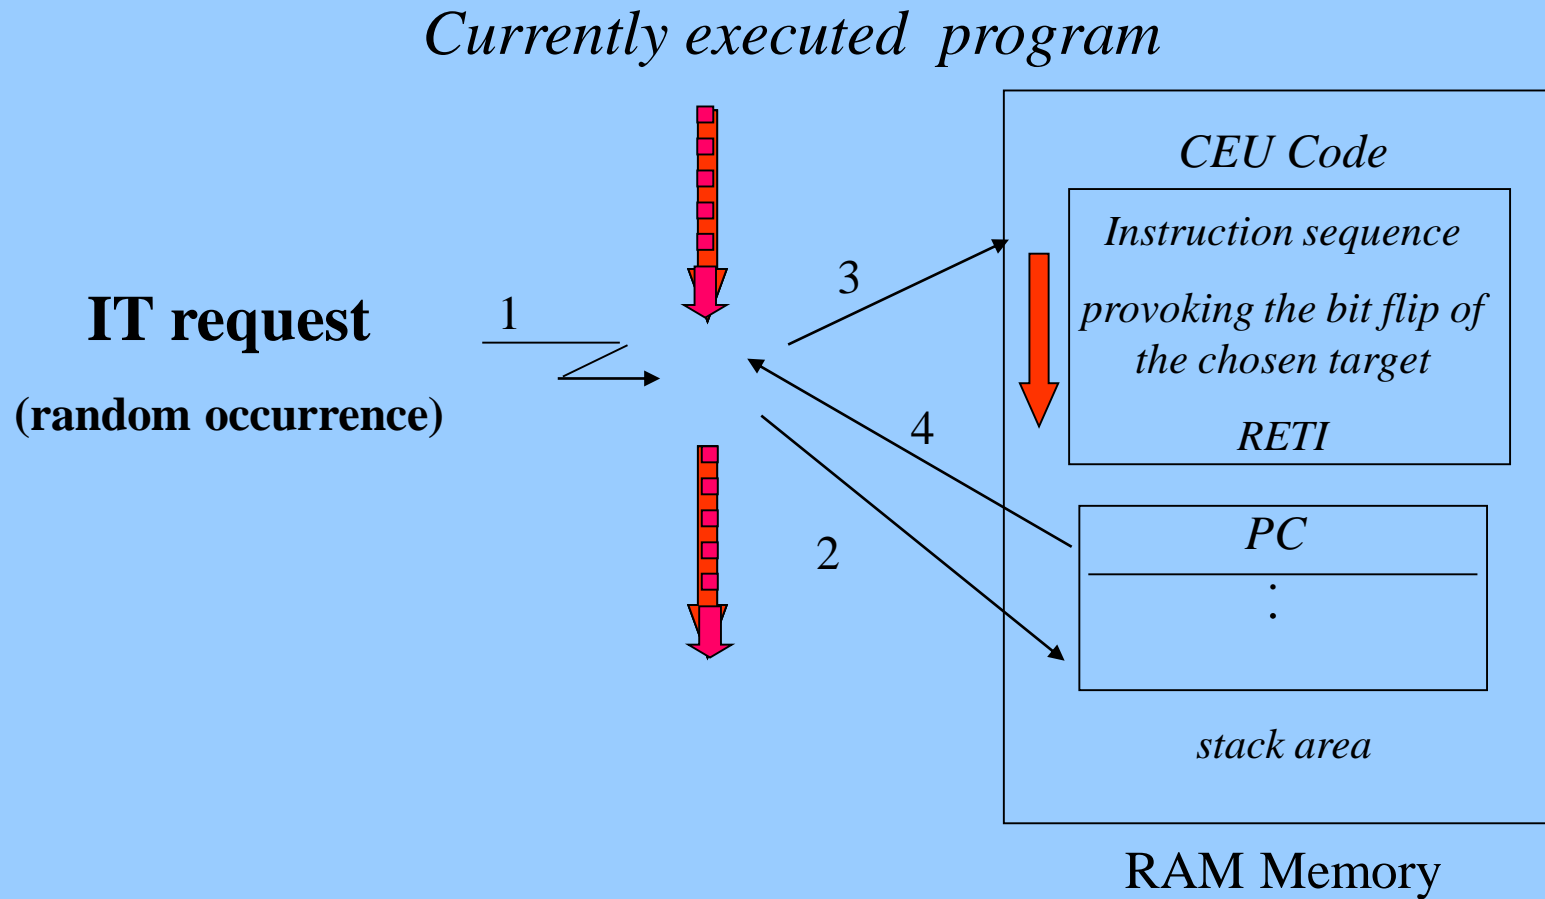 Currently executed program
CEU Code
Instruction sequence
provoking the bit flip of
the chosen target
RETI
IT request
(random occurrence)
1
3
4
2
PC
:
stack area
RAM Memory